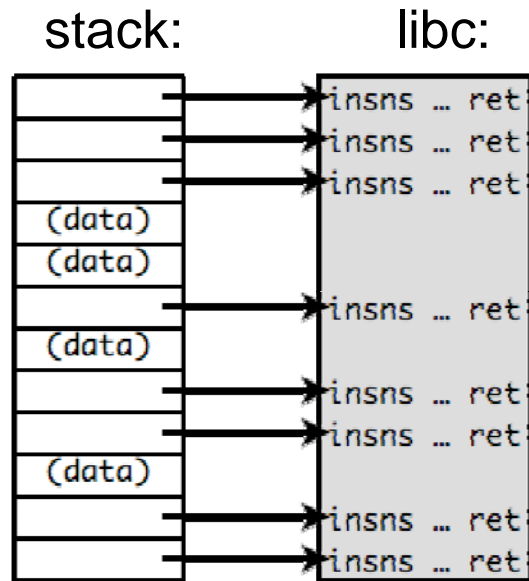 stack: libc:
insns … ret
insns … ret
insns … ret
(data)
(data)
insns … ret
(data)
insns … ret
insns … ret
(data)
insns … ret
insns … ret